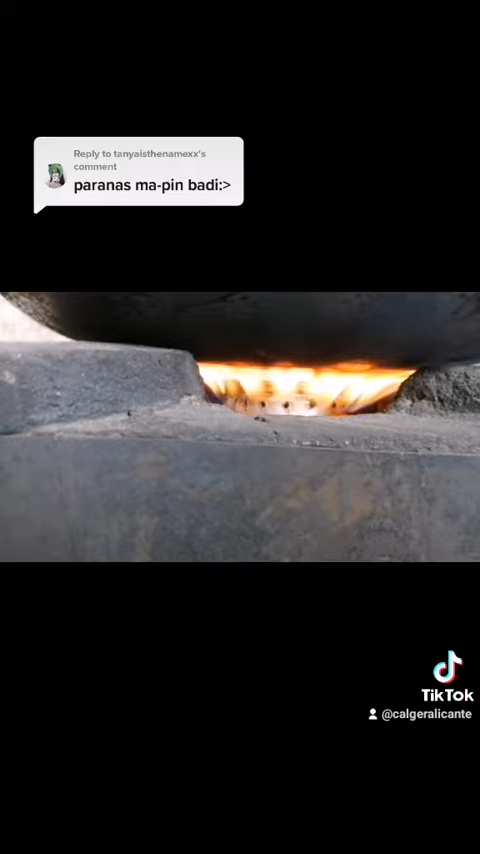 Reply to tanyaisthenamexx's
comment
paranas ma-pin badi:>
TikTok
@calgeralicante